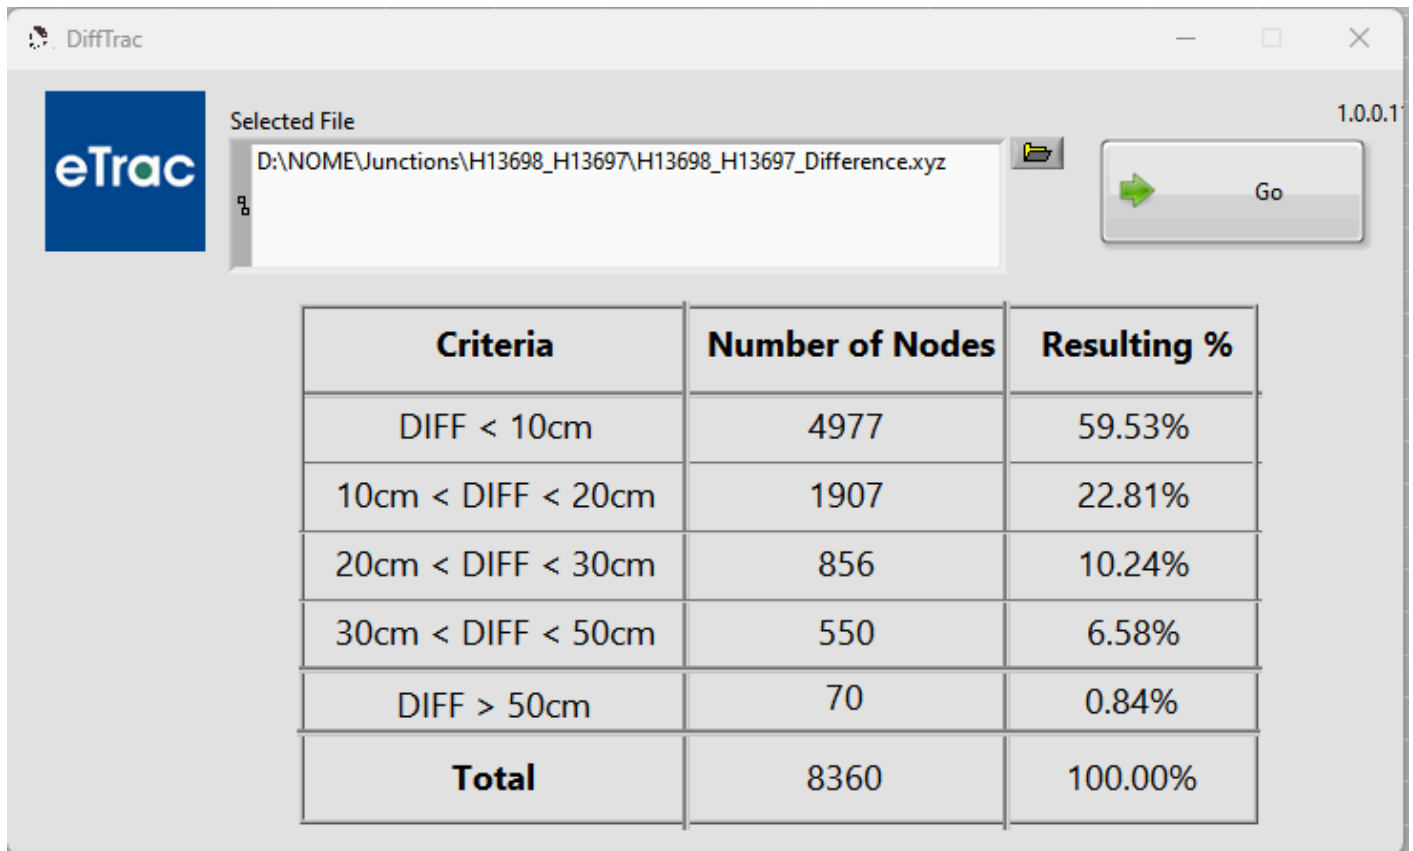 DiffTrac
eTrac
Selected File
1.0.0.1
D:\NOME\Junctions\H13698_H13697\H13698_H13697_Difference.xyz
Go
Criteria Number of Nodes Resulting %
DIFF < 10cm 4977 59.53%
10cm < DIFF < 20cm 1907 22.81%
20cm < DIFF < 30cm 856 10.24%
30cm < DIFF < 50cm 550 6.58%
DIFF > 50cm 70 0.84%
Total 8360 100.00%